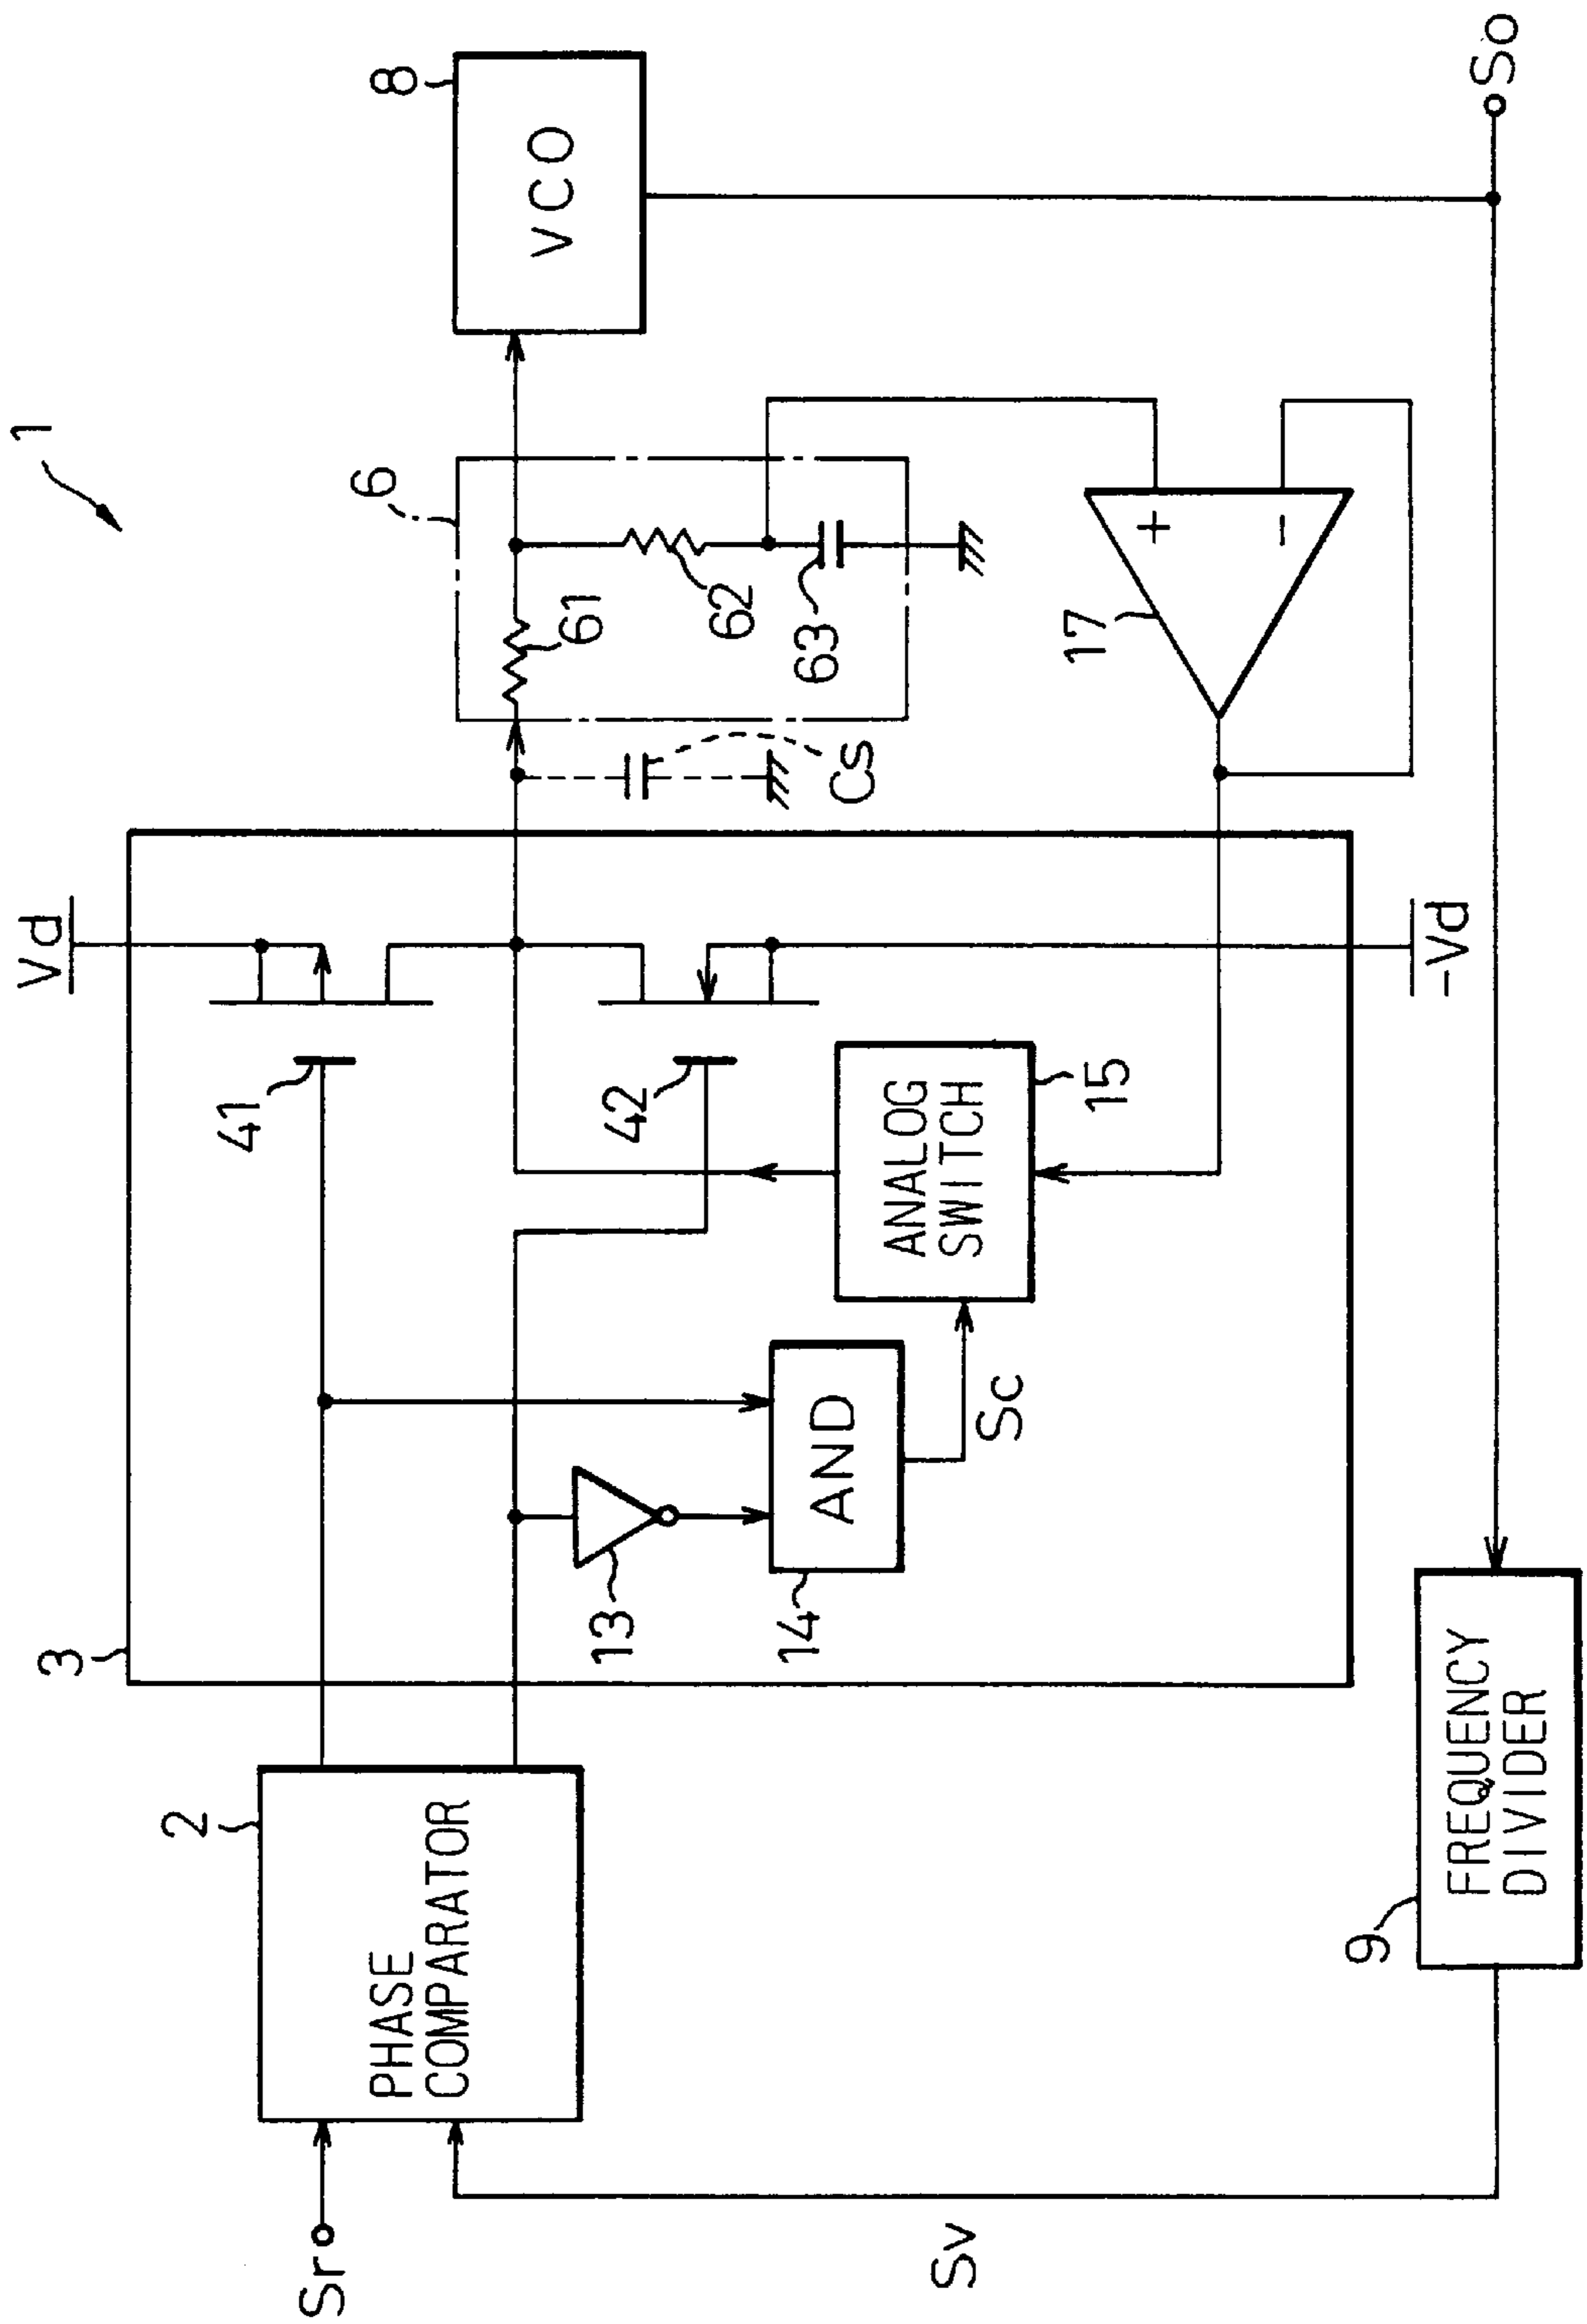 1
Vd
3
41
42
13
AND
14
Sc
ANALOG
SWITCH
15
-Vd
2
PHASE
COMPARATOR
Sr
Sv
Cs
6
61
62
63
8
VCO
17
+
-
So
9
FREQUENCY
DIVIDER